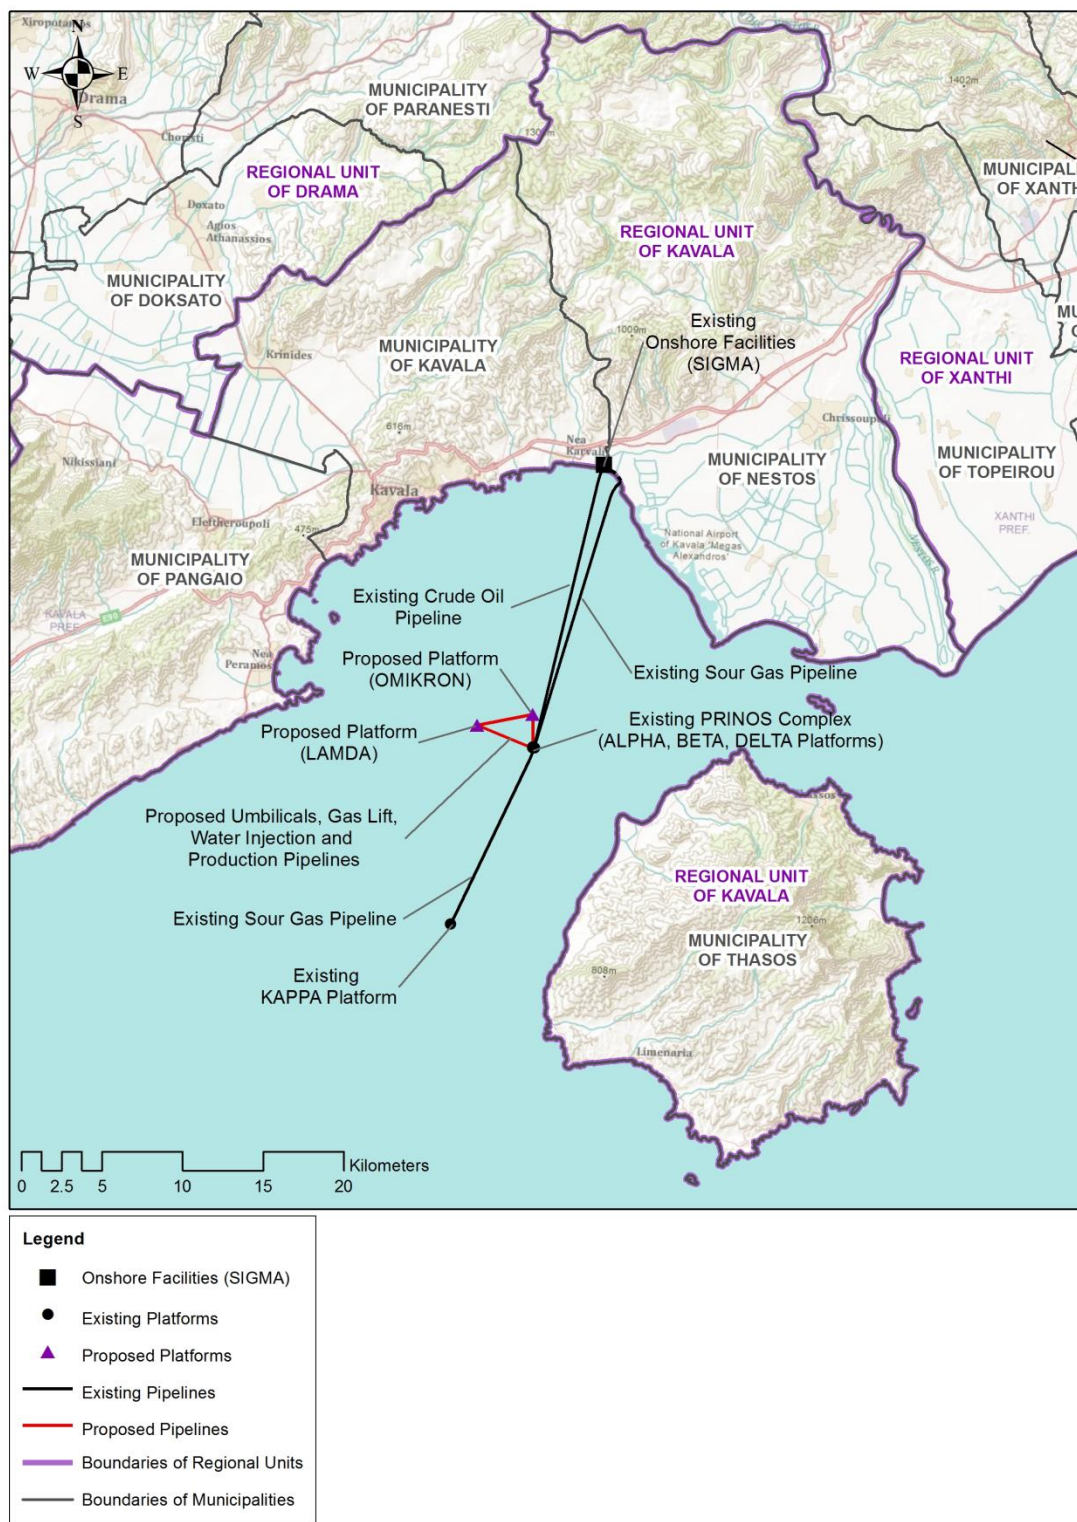 Xiropotamos
N
W
E
S
Drama
MUNICIPALITY
OF PARANESTI
1402m
Choristi
130
REGIONAL UNIT
OF DRAMA
MUNICIPALI
OF XANTH
Doxato
Agios
Athanassios
REGIONAL UNIT
OF KAVALA
MUNICIPALITY
OF DOKSATO
MU
1009m
Existing
Onshore Facilities
(SIGMA)
MUNICIPALITY
OF KAVALA
Krinides
REGIONAL UNIT
OF XANTHI
Chrissoupoli
616m
Nea
Karvali
MUNICIPALITY
OF NESTOS
MUNICIPALITY
OF TOPEIROU
Nikissiani
Kavala
XANTHI
PREF.
Eleftheroupoli
475m
National Airport
of Kavala "Megas
Alexandros"
NESTOS R.
MUNICIPALITY
OF PANGAIO
Existing Crude Oil
Pipeline
KAVALA
PREF.
E90
Nea
Peramos
Proposed Platform
(OMIKRON)
Existing Sour Gas Pipeline
Proposed Platform
(LAMDA)
Existing PRINOS Complex
(ALPHA, BETA, DELTA Platforms)
Proposed Umbilicals, Gas Lift,
Water Injection and
Production Pipelines
REGIONAL UNIT
OF KAVALA
Existing Sour Gas Pipeline
1206m
MUNICIPALITY
OF THASOS
808m
Existing
KAPPA Platform
Limenaria
Kilometers
0 2.5 5 10 15 20
Legend
Onshore Facilities (SIGMA)
Existing Platforms
Proposed Platforms
Existing Pipelines
Proposed Pipelines
Boundaries of Regional Units
Boundaries of Municipalities